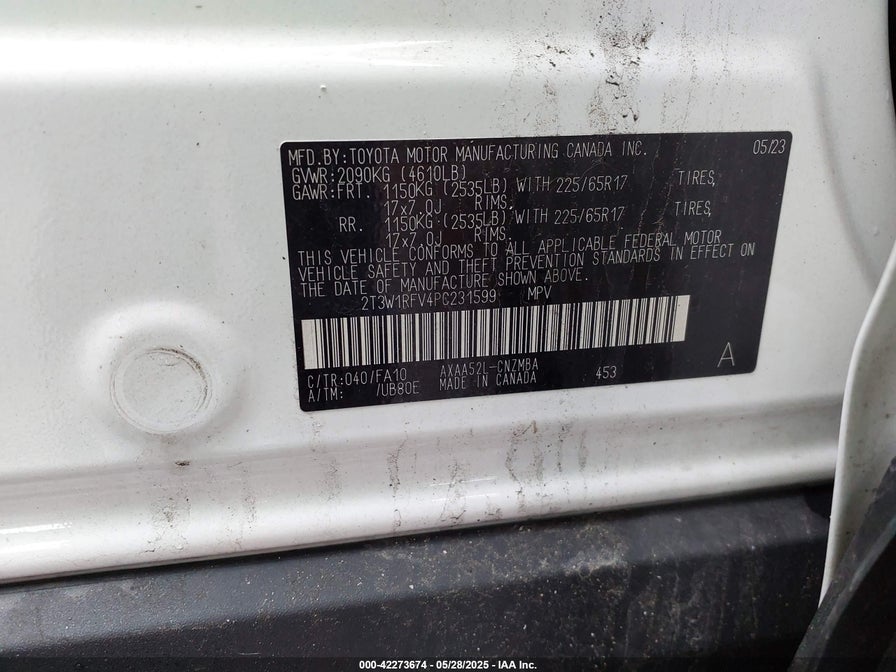 MFD.BY:TOYOTA MOTOR MANUFACTURING CANADA INC. 05/23
GVWR:2090KG (4610LB)
GAWR:FRT. 1150KG (2535LB) WITH 225/65R17 TIRES,
17x7.0J RIMS.
RR. 1150KG (2535LB) WITH 225/65R17 TIRES,
17x7.0J RIMS.
THIS VEHICLE CONFORMS TO ALL APPLICABLE FEDERAL MOTOR
VEHICLE SAFETY AND THEFT PREVENTION STANDARDS IN EFFECT ON
THE DATE OF MANUFACTURE SHOWN ABOVE.
2T3W1RFV4PC231599 MPV
C/TR:040/FA10 AXAA52L-CNZMBA 453 A
A/TM: /UB80E MADE IN CANADA
000-42273674 / 05/28/2025 — IAA Inc.